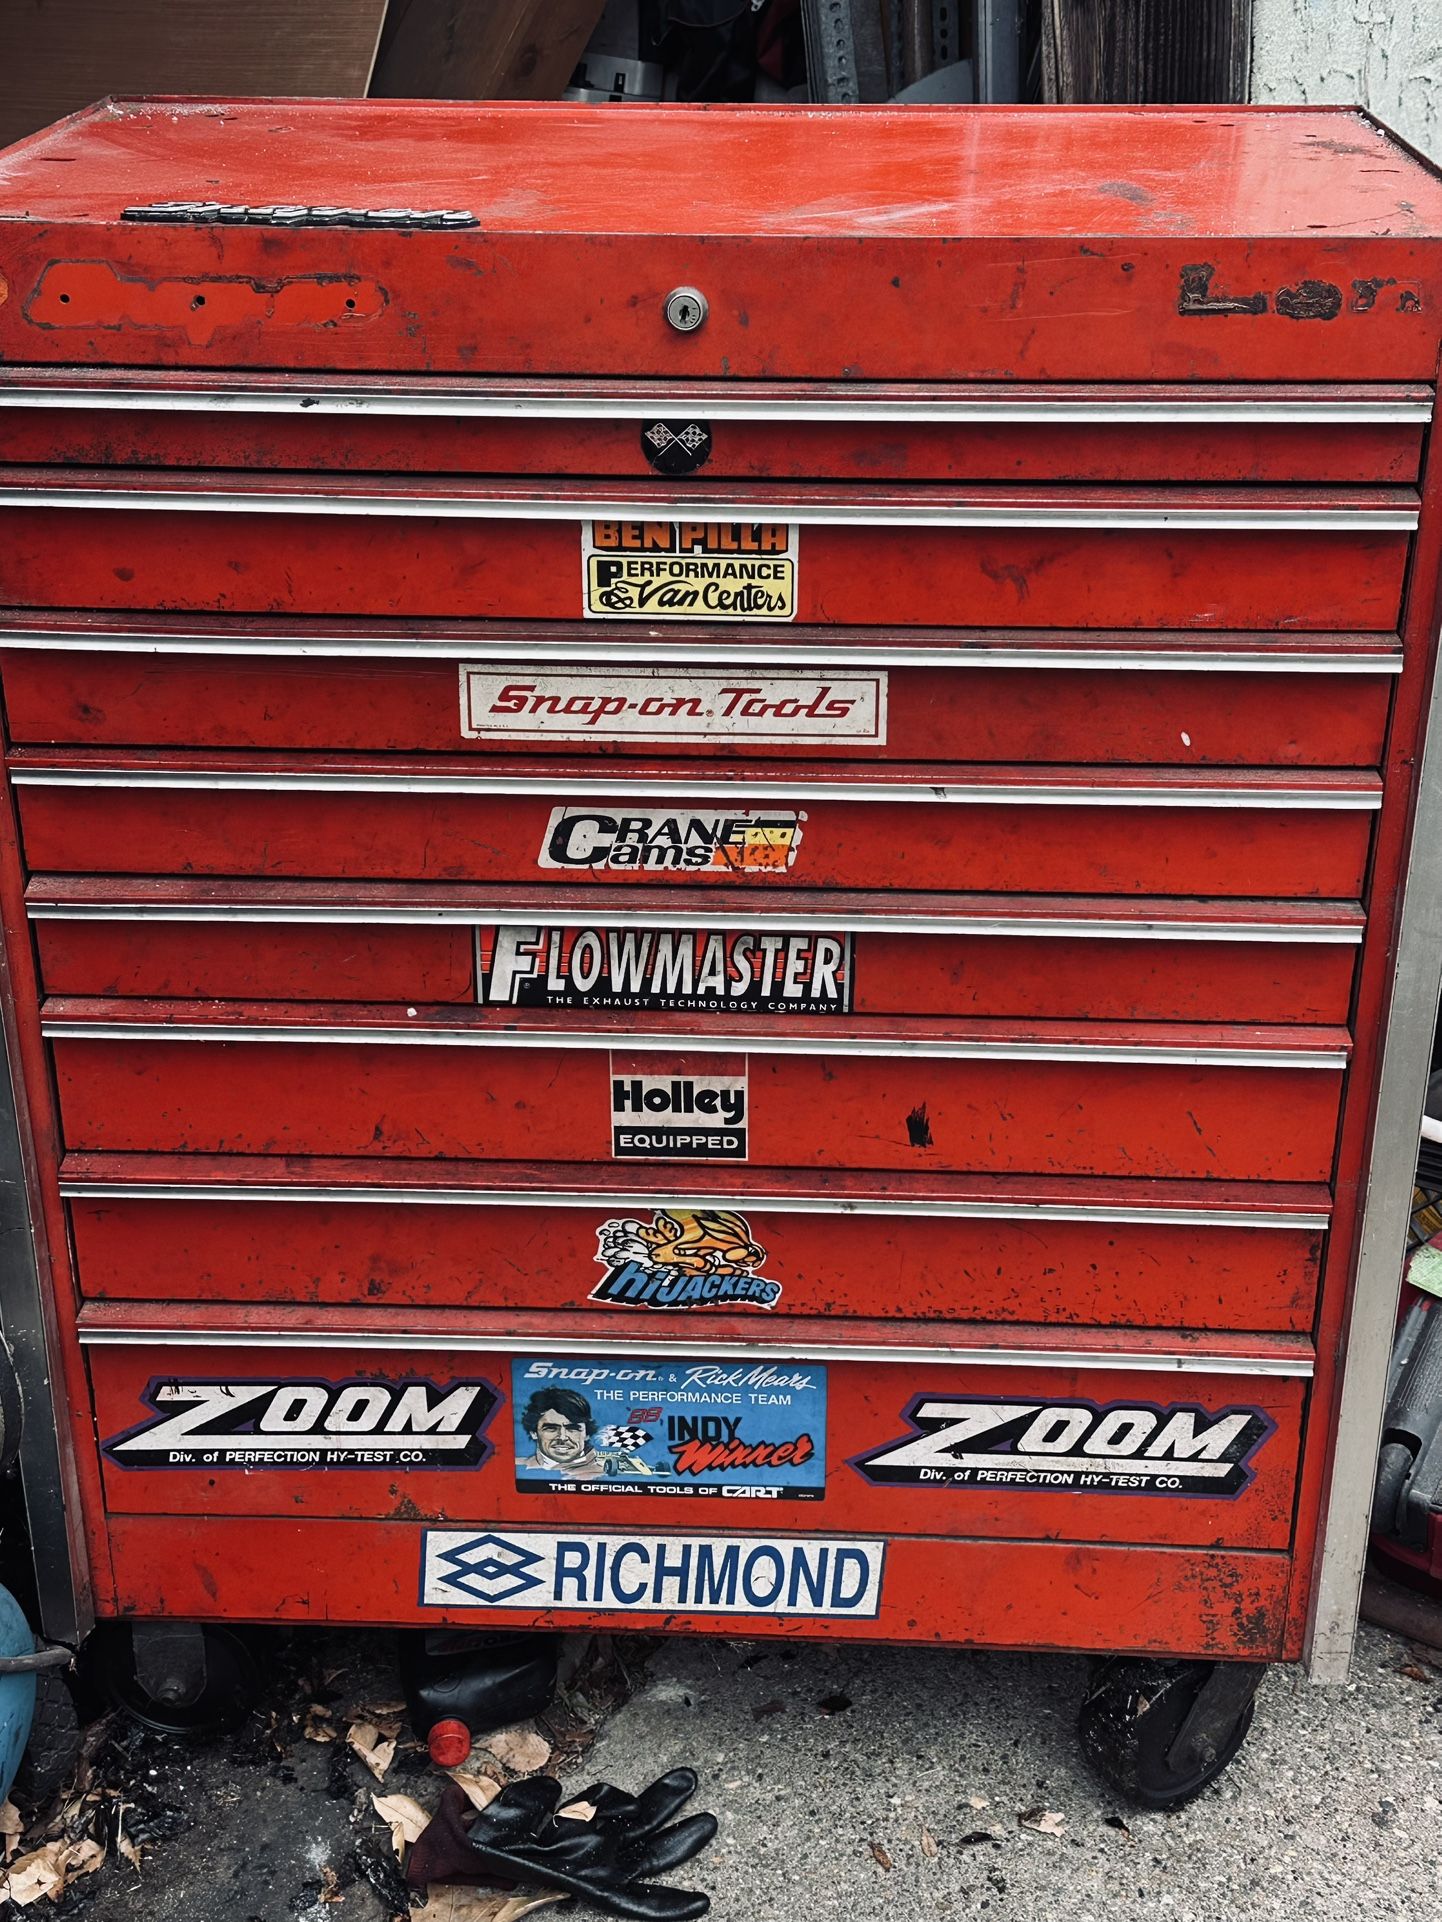 Lor
BEN PILLA
PERFORMANCE
& Van Centers
Snap-on Tools
CRANE
Cams
FLOWMASTER
THE EXHAUST TECHNOLOGY COMPANY
Holley
EQUIPPED
hiJACKERS
ZOOM
Div. of PERFECTION HY-TEST CO.
Snap-on & Rick Mears
THE PERFORMANCE TEAM
'88 INDY
Winner
THE OFFICIAL TOOLS OF CART
ZOOM
Div. of PERFECTION HY-TEST CO.
RICHMOND